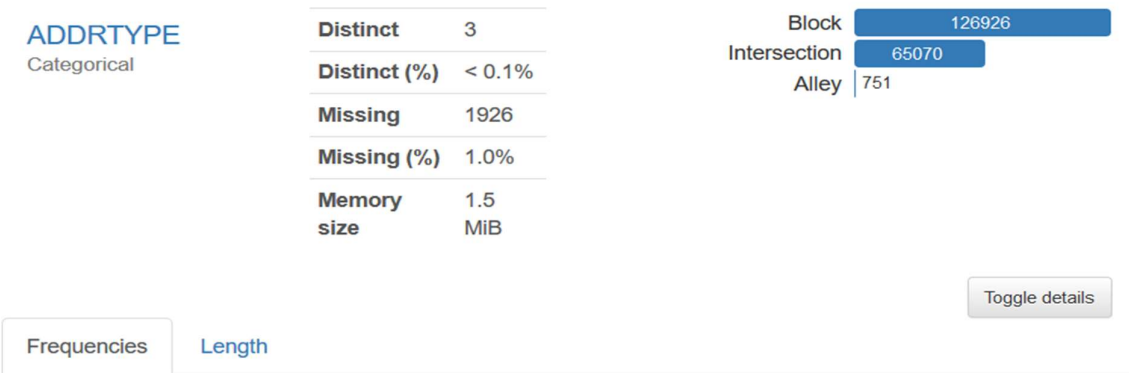 ADDRTYPE
Categorical
Distinct 3
Distinct (%) < 0.1%
Missing 1926
Missing (%) 1.0%
Memory size 1.5 MiB
Block 126926
Intersection 65070
Alley 751
Toggle details
Frequencies Length